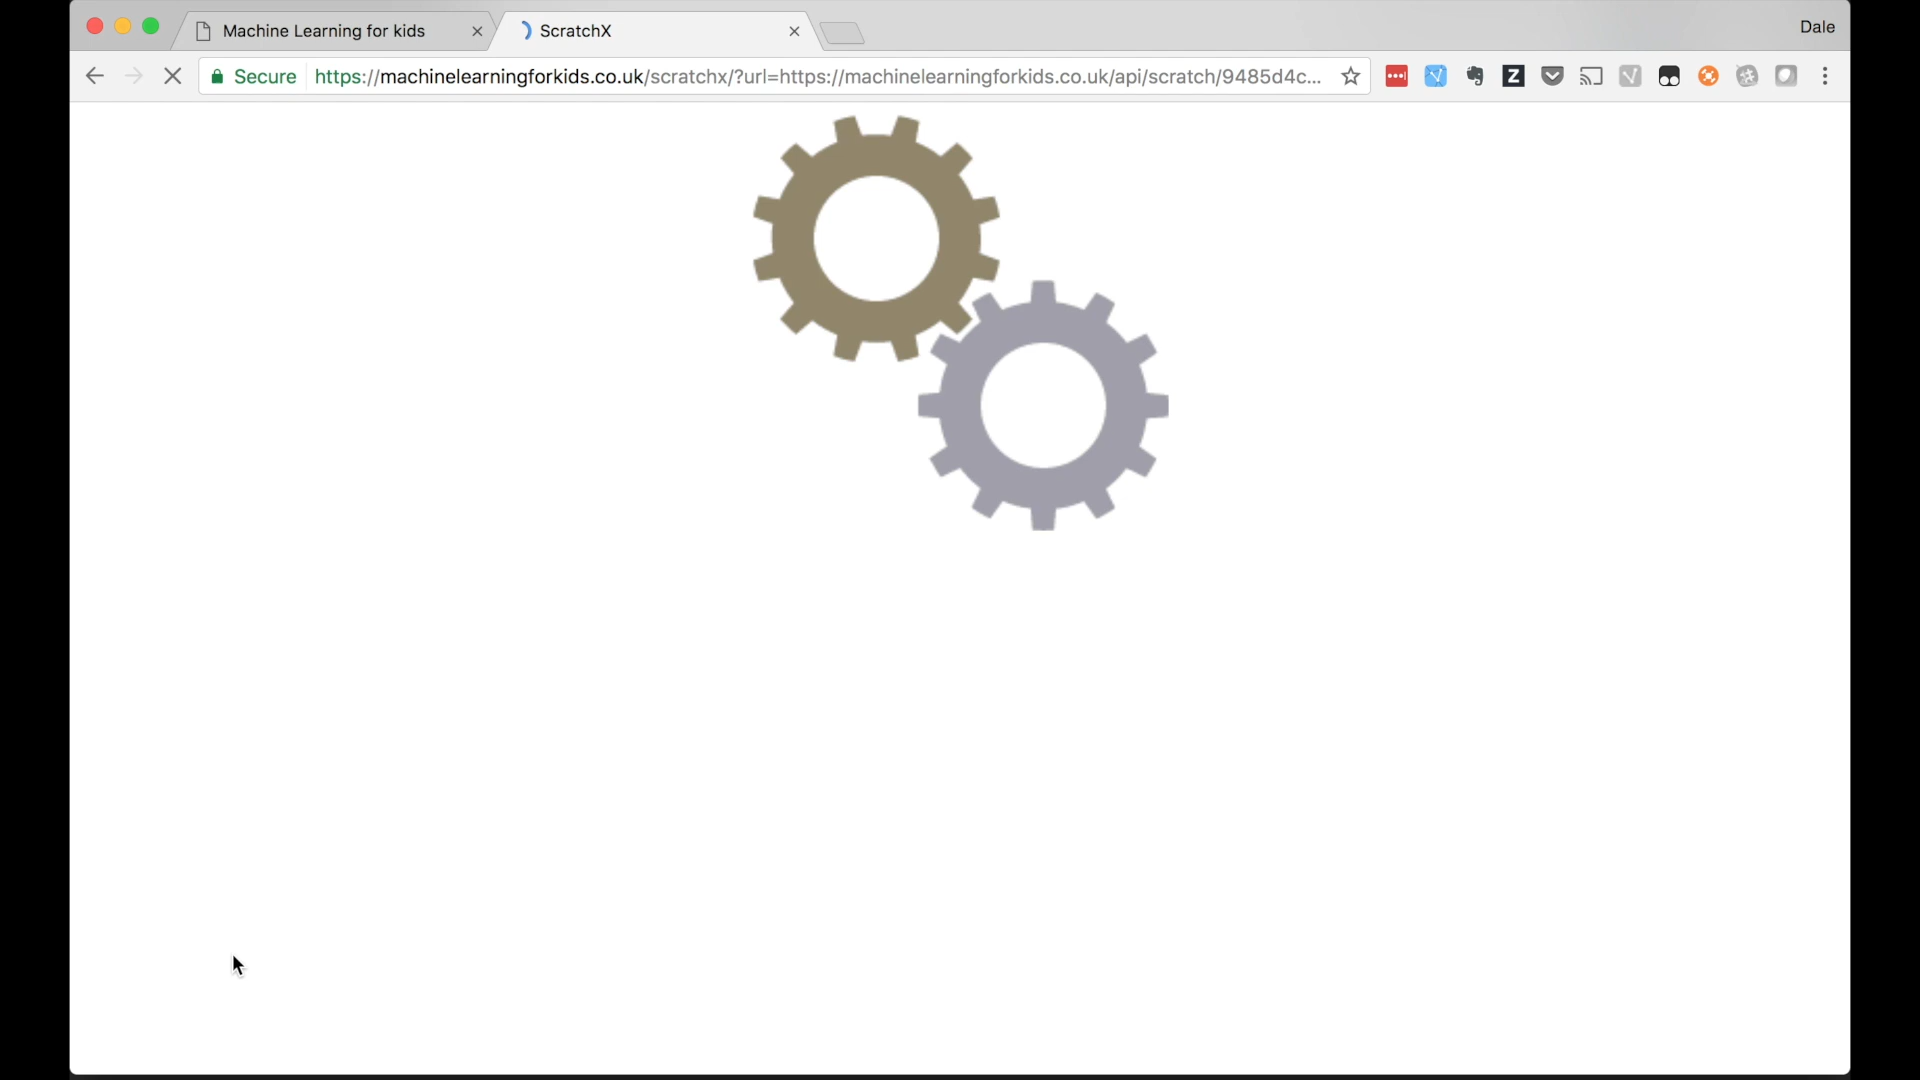 Machine Learning for kids
ScratchX
Dale
Secure
https://machinelearningforkids.co.uk/scratchx/?url=https://machinelearningforkids.co.uk/api/scratch/9485d4c...